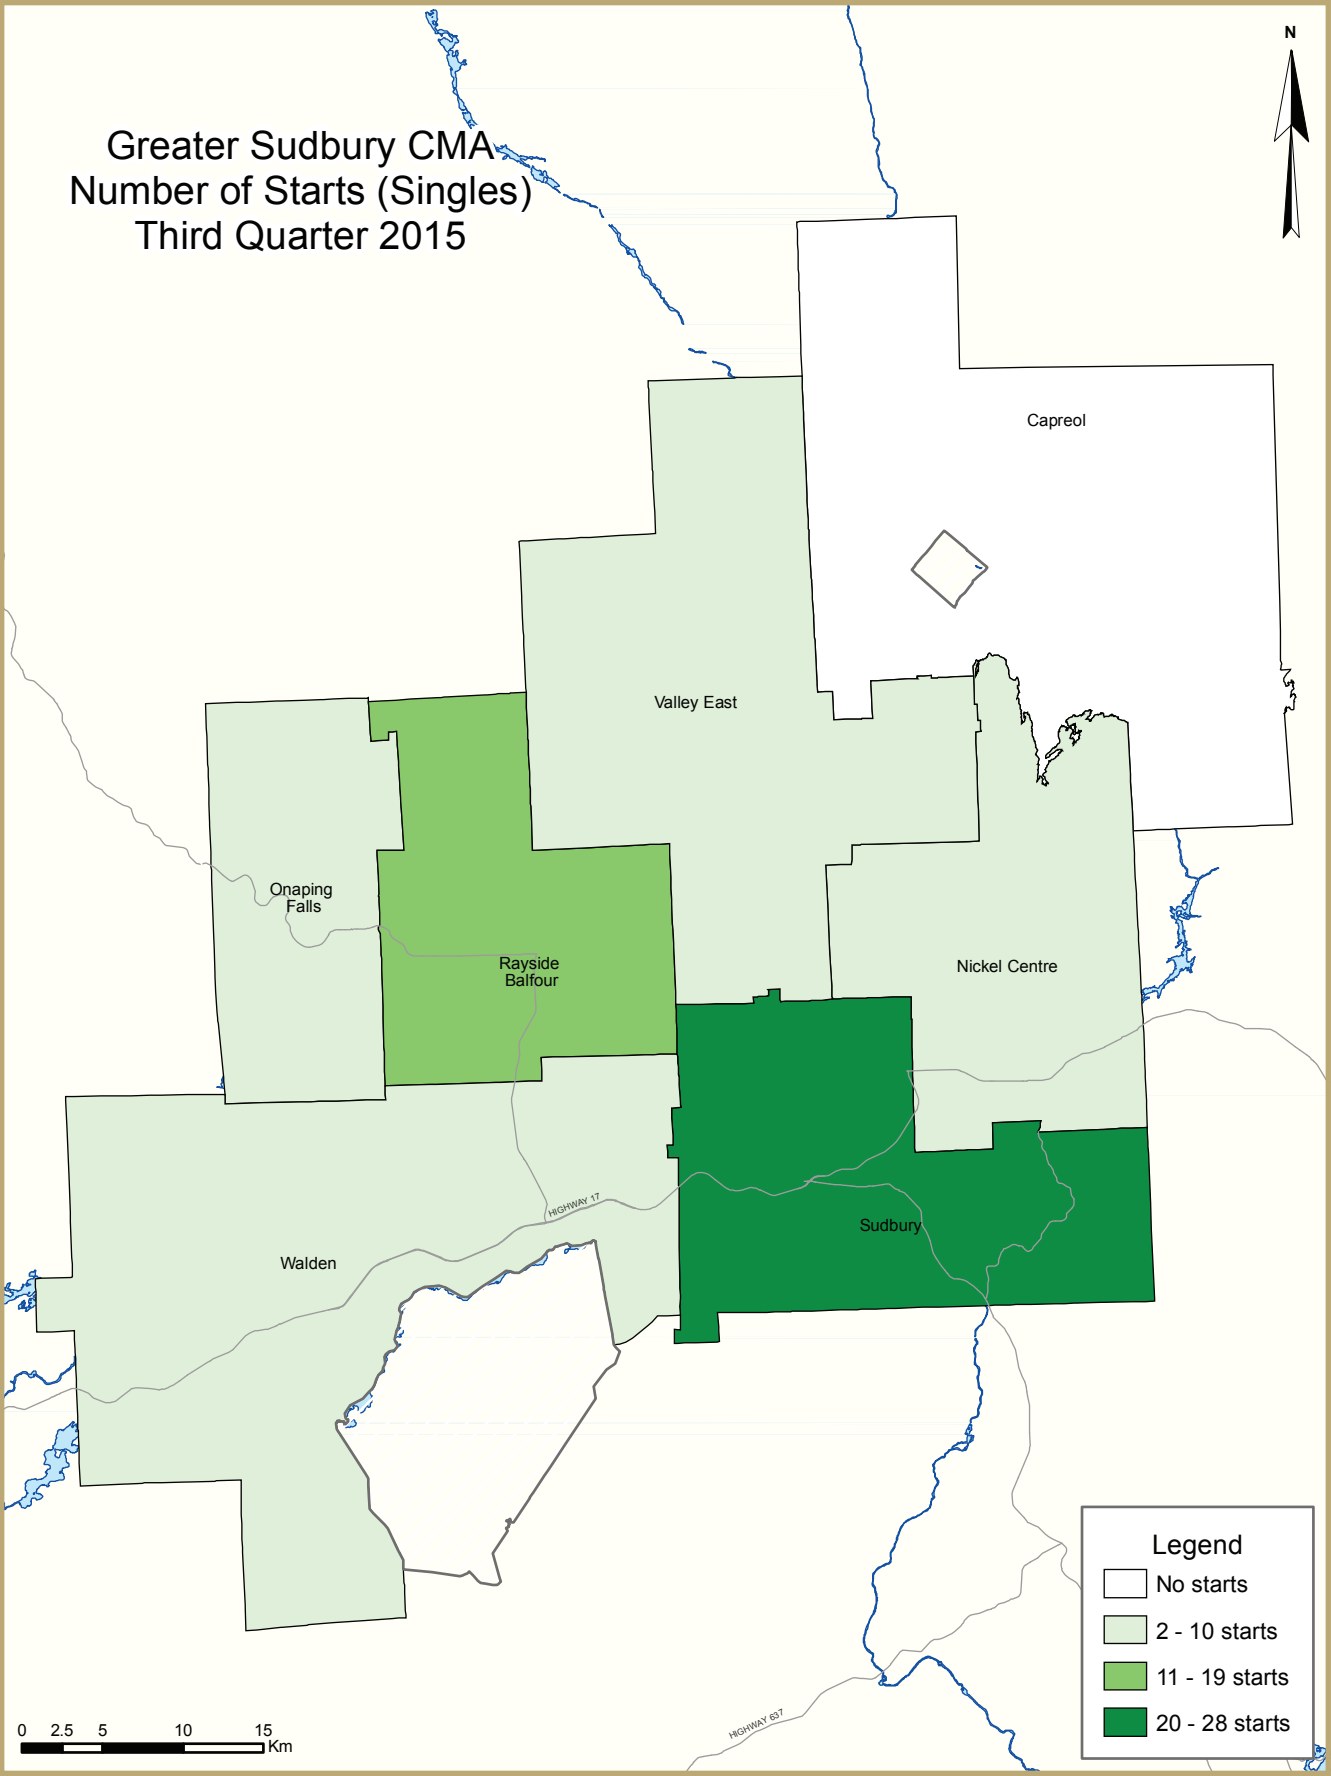 N
Greater Sudbury CMA
Number of Starts (Singles)
Third Quarter 2015
Capreol
Valley East
Onaping
Falls
Rayside
Balfour
Nickel Centre
HIGHWAY 17
Sudbury
Walden
Legend
No starts
2 - 10 starts
11 - 19 starts
20 - 28 starts
HIGHWAY 637
0 2.5 5 10 15
Km